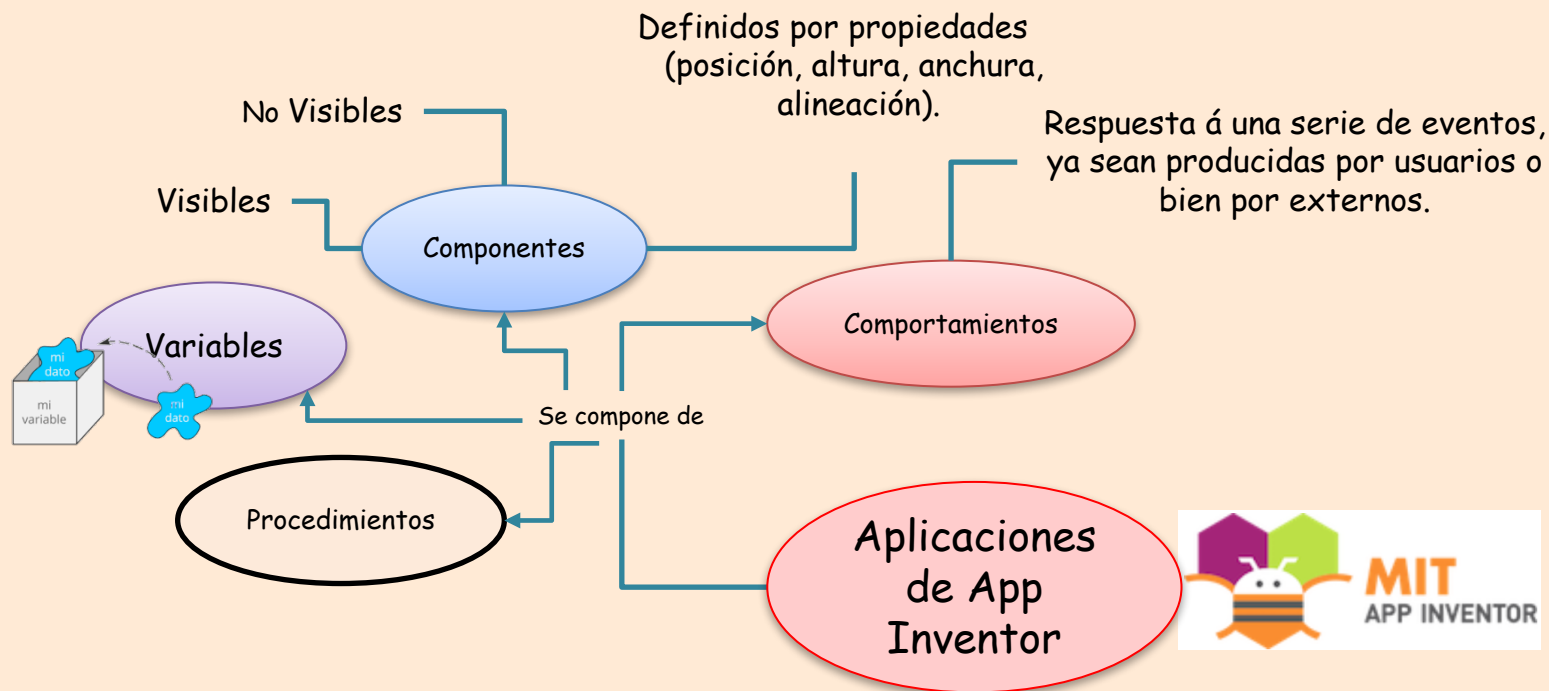 Definidos por propiedades
(posición, altura, anchura,
alineación).
No Visibles
Respuesta á una serie de eventos,
ya sean producidas por usuarios o
bien por externos.
Visibles
Componentes
Comportamientos
Variables
mi
dato
mi
variable
mi
dato
Se compone de
Procedimientos
Aplicaciones
de App
Inventor
MIT
APP INVENTOR